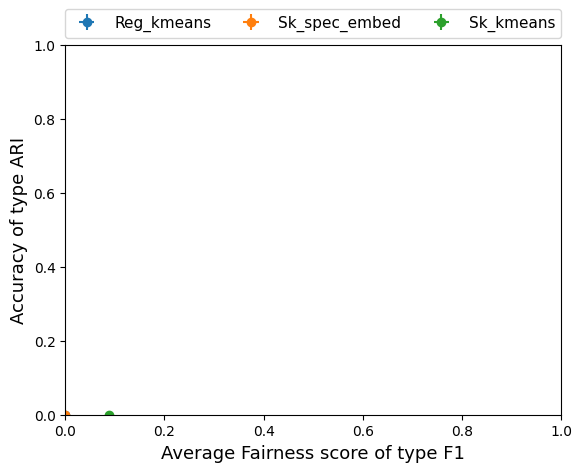 Reg_kmeans Sk_spec_embed Sk_kmeans
1.0
0.8
0.6
0.4
0.2
0.0
Accuracy of type ARI
0.0 0.2 0.4 0.6 0.8 1.0
Average Fairness score of type F1